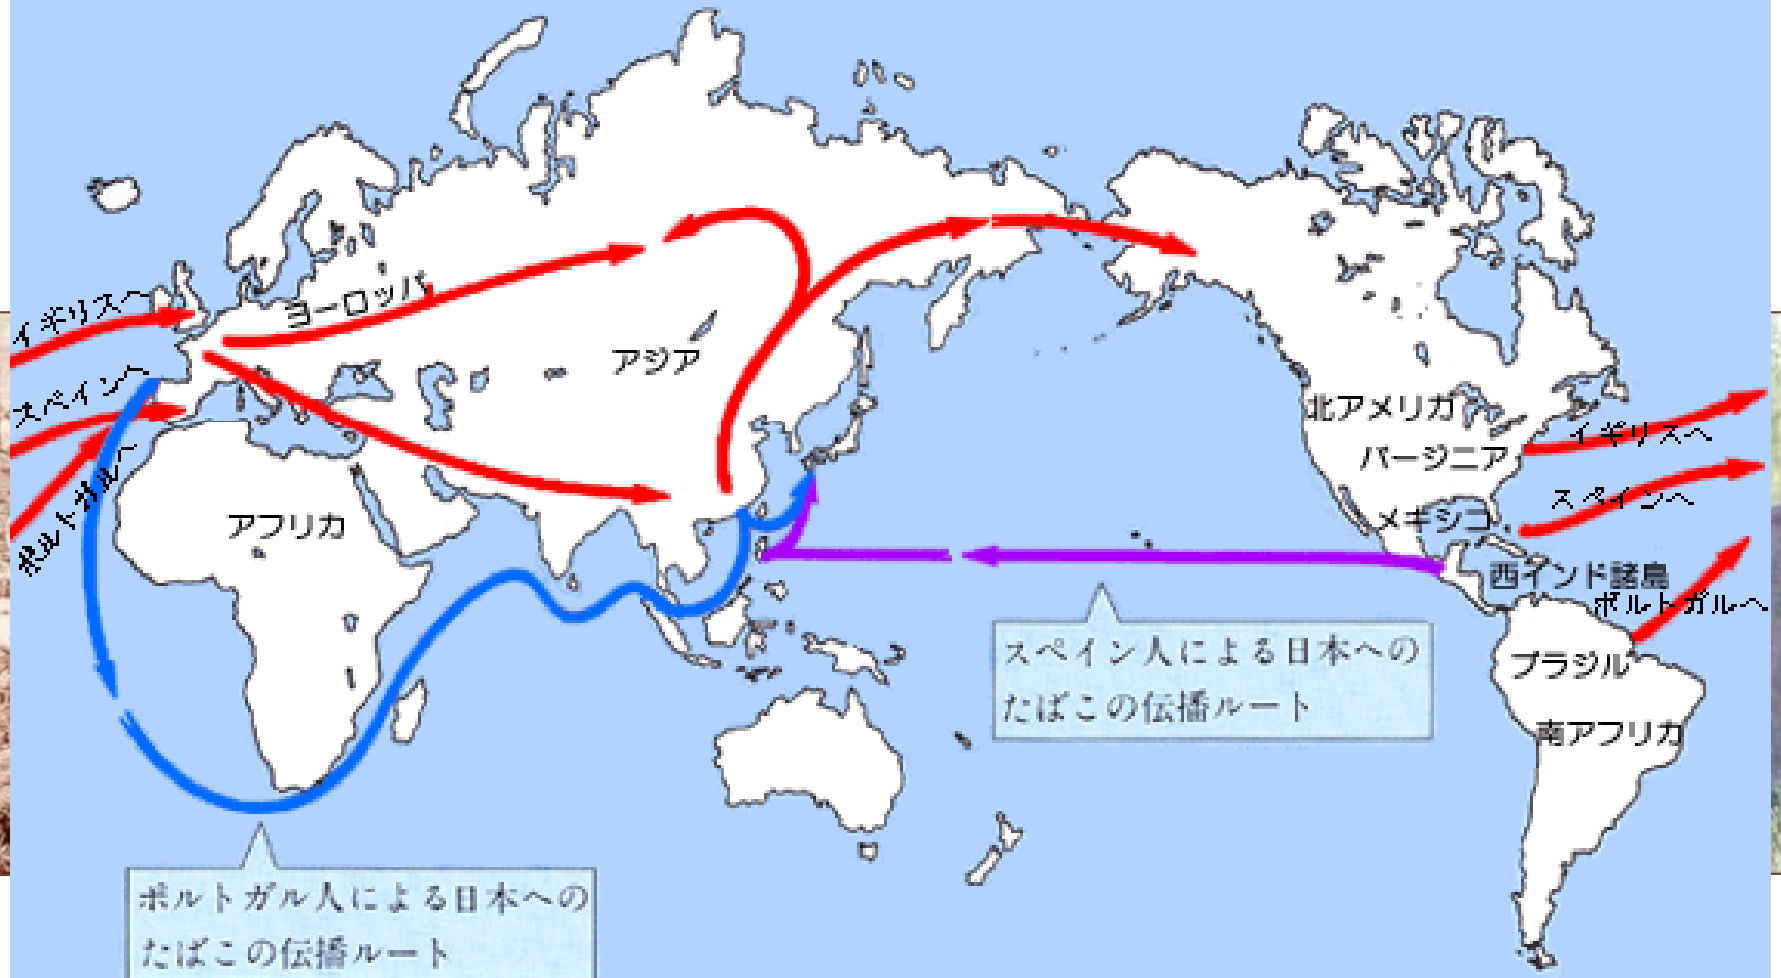 イギリスへ
ヨーロッパ
スペインへ
ポルトガルへ
アジア
アフリカ
北アメリカ
バージニア
イギリスへ
スペインへ
メキシコ
西インド諸島
ポルトガルへ
ブラジル
南アフリカ
スペイン人による日本への
たばこの伝播ルート
ポルトガル人による日本への
たばこの伝播ルート